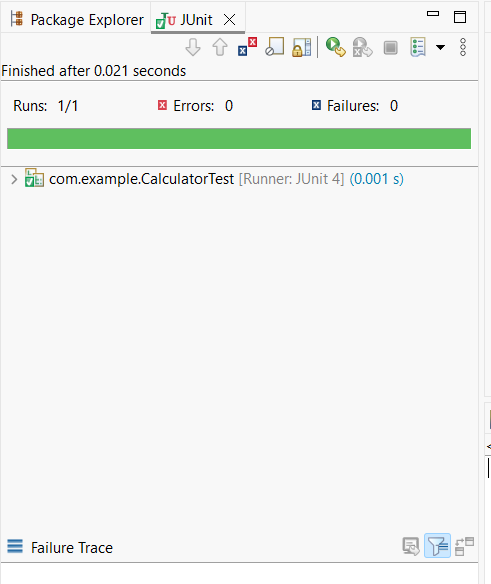 Package Explorer JUnit
Finished after 0.021 seconds
Runs: 1/1 Errors: 0 Failures: 0
com.example.CalculatorTest [Runner: JUnit 4] (0.001 s)
Failure Trace